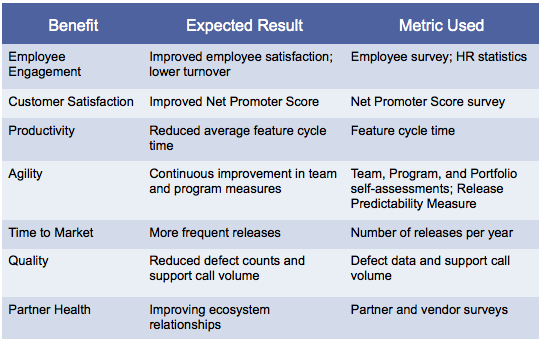 Benefit Expected Result Metric Used
Employee Improved employee satisfaction; Employee survey; HR statistics
Engagement lower turnover
Customer Satisfaction Improved Net Promoter Score Net Promoter Score survey
Productivity Reduced average feature cycle Feature cycle time
time
Agility Continuous improvement in team Team, Program, and Portfolio
and program measures self-assessments; Release
Predictability Measure
Time to Market More frequent releases Number of releases per year
Quality Reduced defect counts and Defect data and support call
support call volume volume
Partner Health Improving ecosystem Partner and vendor surveys
relationships